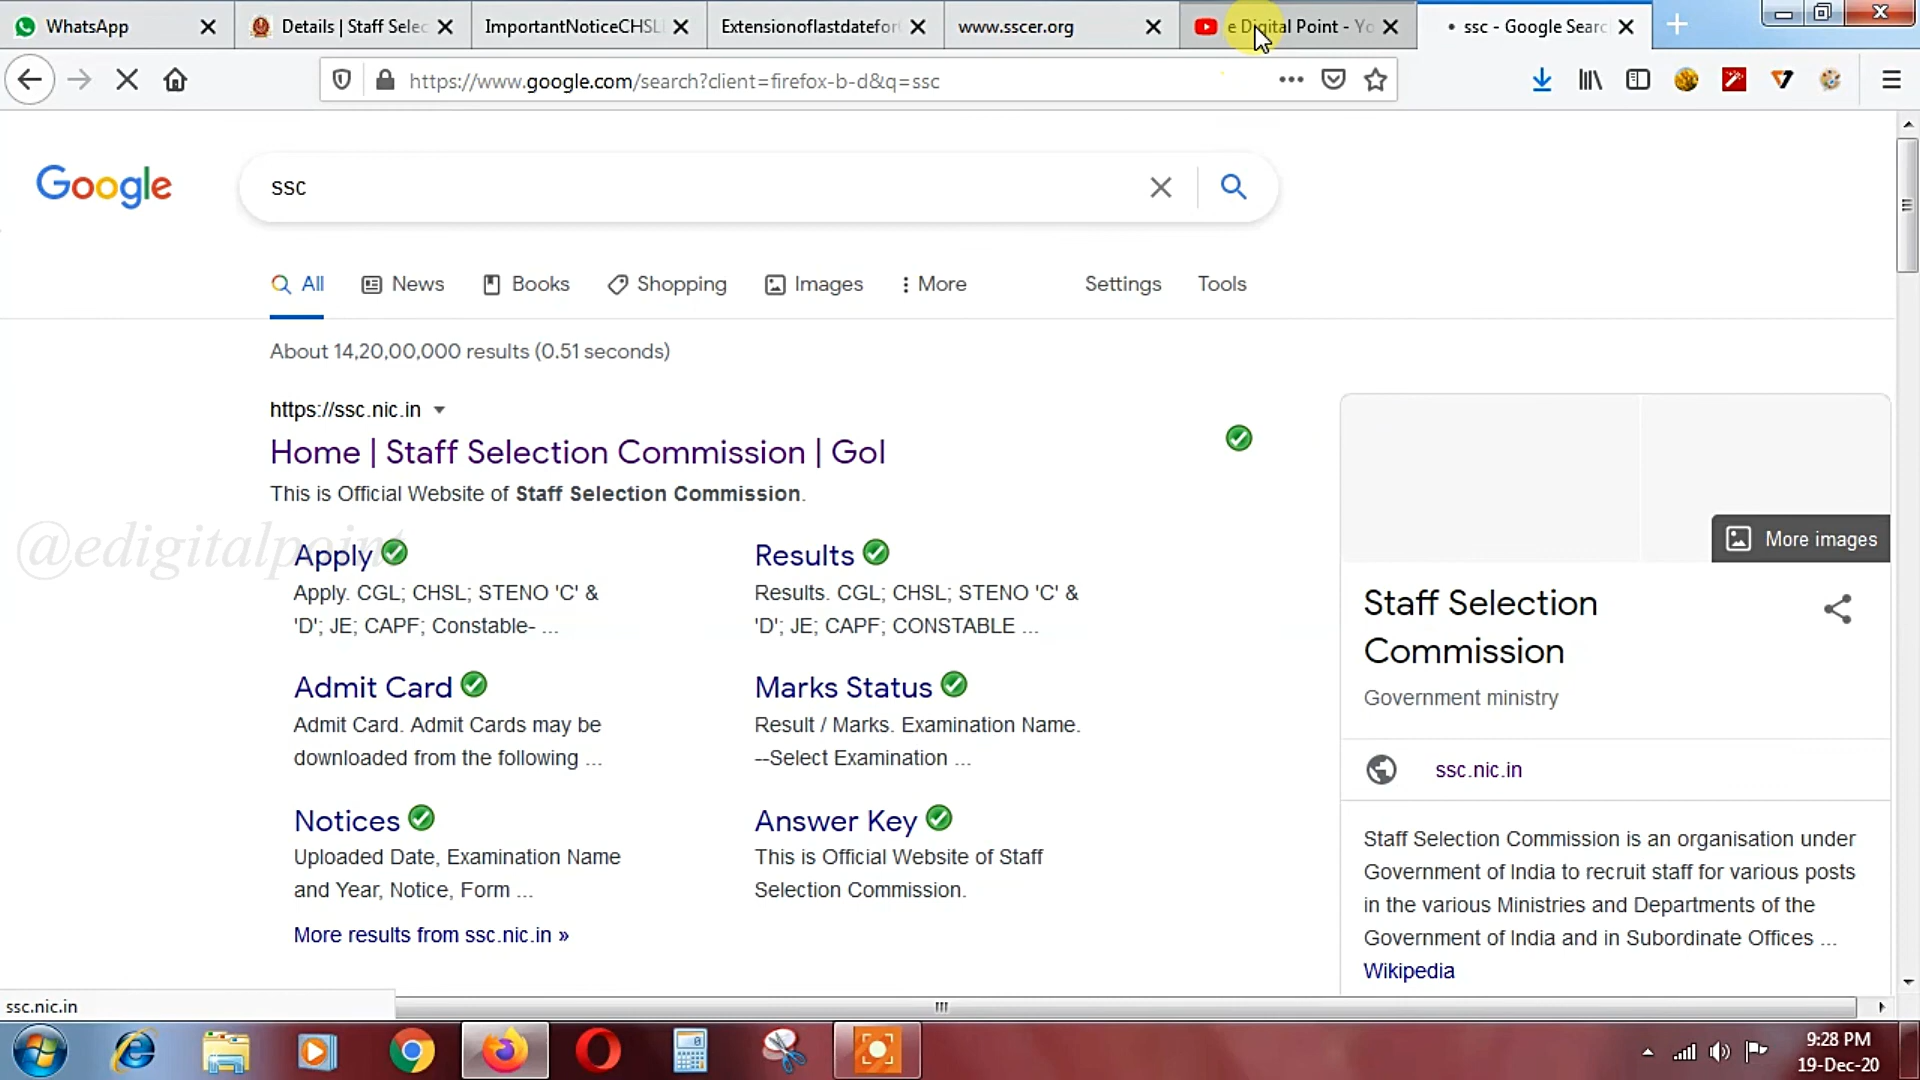 WhatsApp
Details | Staff Selec
ImportantNoticeCHSL
Extensionoflastdatefor
www.sscer.org
e Digital Point - Yo
ssc - Google Searc
https://www.google.com/search?client=firefox-b-d&q=ssc
Google
ssc
All
News
Books
Shopping
Images
More
Settings
Tools
About 14,20,00,000 results (0.51 seconds)
https://ssc.nic.in
Home | Staff Selection Commission | GoI
This is Official Website of Staff Selection Commission.
@edigitalpoint
Apply
Apply. CGL; CHSL; STENO 'C' &
'D'; JE; CAPF; Constable- ...
Results
Results. CGL; CHSL; STENO 'C' &
'D'; JE; CAPF; CONSTABLE ...
Admit Card
Admit Card. Admit Cards may be
downloaded from the following ...
Marks Status
Result / Marks. Examination Name.
--Select Examination ...
Notices
Uploaded Date, Examination Name
and Year, Notice, Form ...
Answer Key
This is Official Website of Staff
Selection Commission.
More results from ssc.nic.in »
More images
Staff Selection
Commission
Government ministry
ssc.nic.in
Staff Selection Commission is an organisation under
Government of India to recruit staff for various posts
in the various Ministries and Departments of the
Government of India and in Subordinate Offices ...
Wikipedia
ssc.nic.in
9:28 PM
19-Dec-20